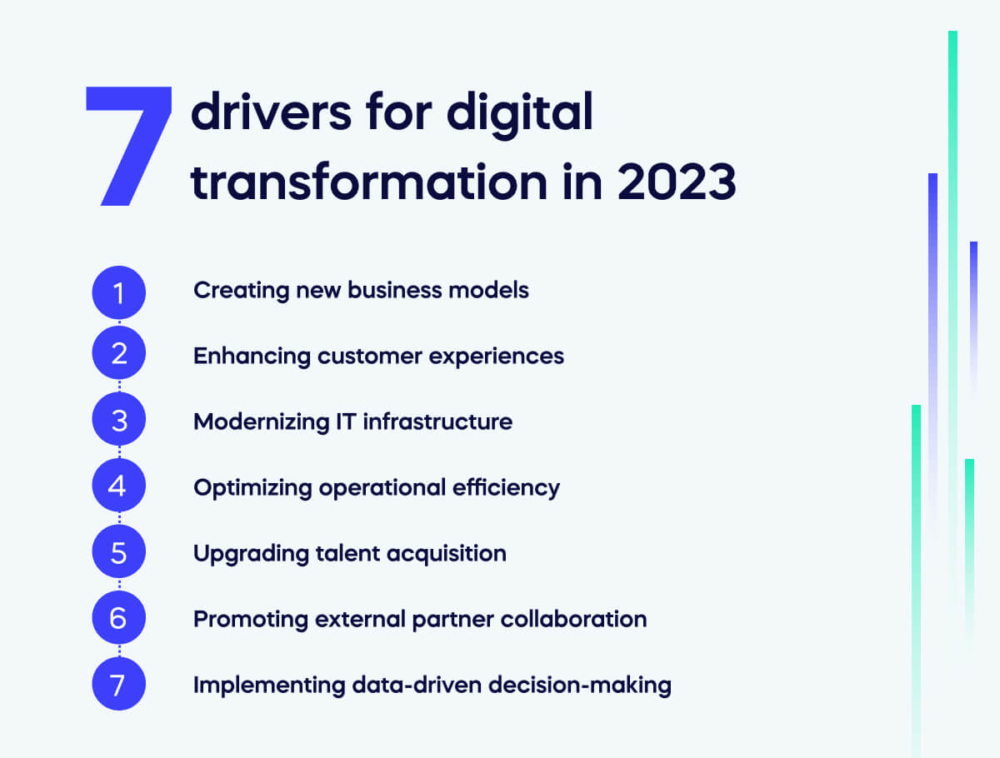 7 drivers for digital
transformation in 2023
1 Creating new business models
2 Enhancing customer experiences
3 Modernizing IT infrastructure
4 Optimizing operational efficiency
5 Upgrading talent acquisition
6 Promoting external partner collaboration
7 Implementing data-driven decision-making